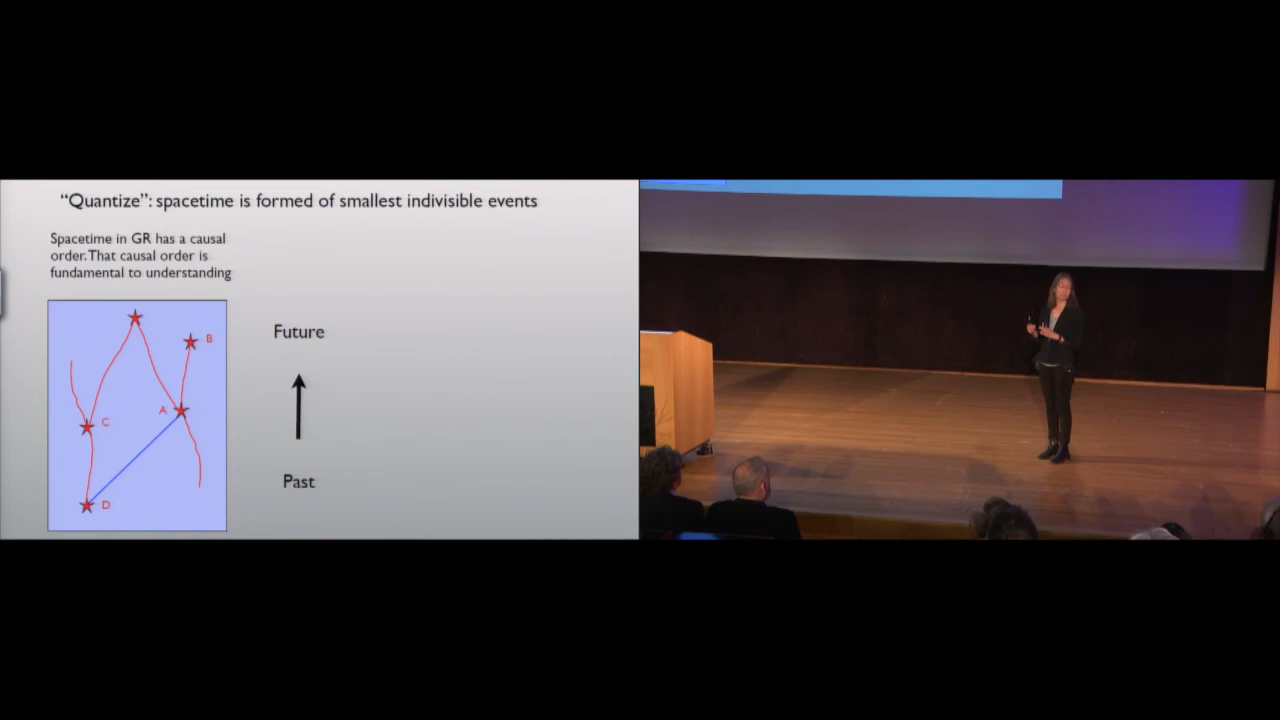 “Quantize”: spacetime is formed of smallest indivisible events
Spacetime in GR has a causal
order. That causal order is
fundamental to understanding
Future
B
A
C
Past
D